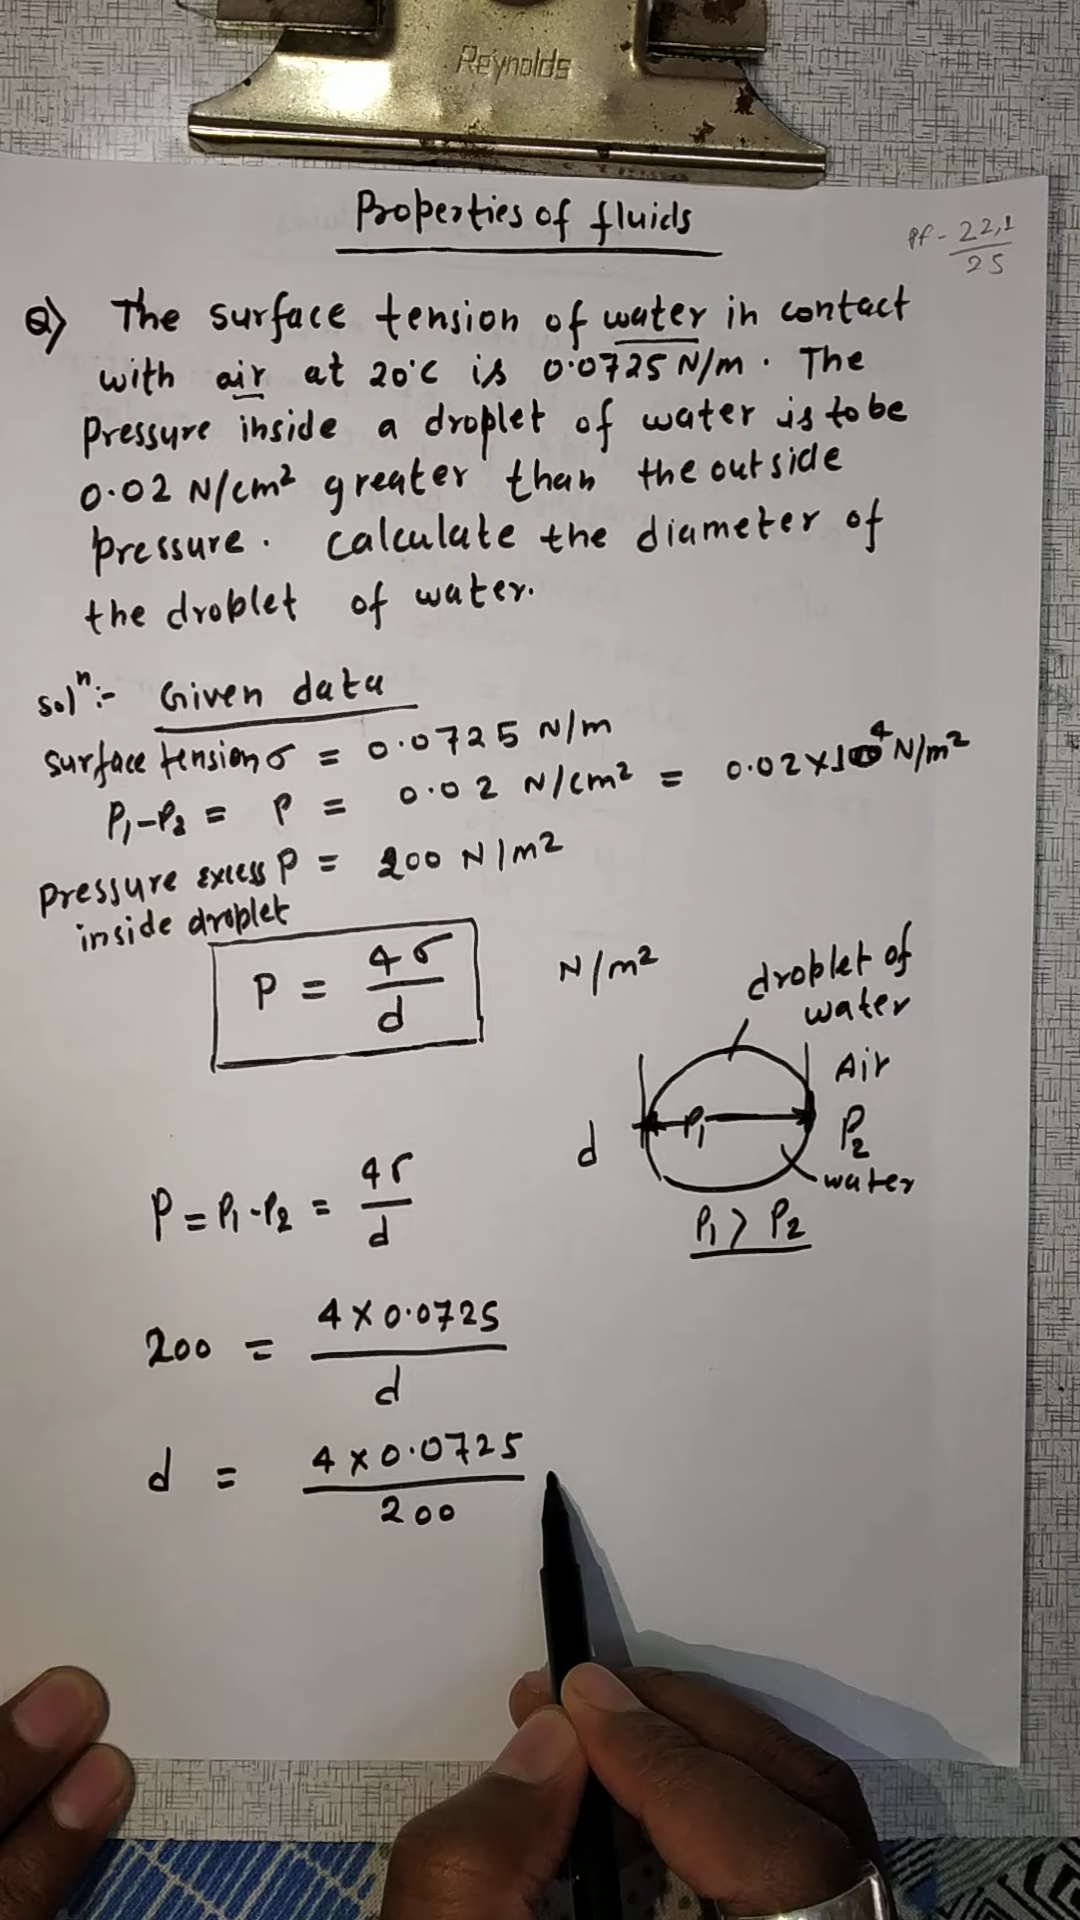 Reynolds
Properties of fluids
Pf - 22,1
25
Q) The surface tension of water in contact
with air at 20°C is 0.0725 N/m. The
Pressure inside a droplet of water is to be
0.02 N/cm² greater than the outside
pressure. calculate the diameter of
the droplet of water.
Solⁿ:- Given data
Surface tension σ = 0.0725 N/m
P₁-P₂ = P = 0.02 N/cm² = 0.02×10⁴ N/m²
Pressure excess P = 200 N/m²
inside droplet
P = 4σ/d N/m²
droplet of
water
Air
d P₁ P₂
water
P₁ > P₂
P = P₁-P₂ = 4σ/d
200 = 4×0.0725/d
d = 4×0.0725/200